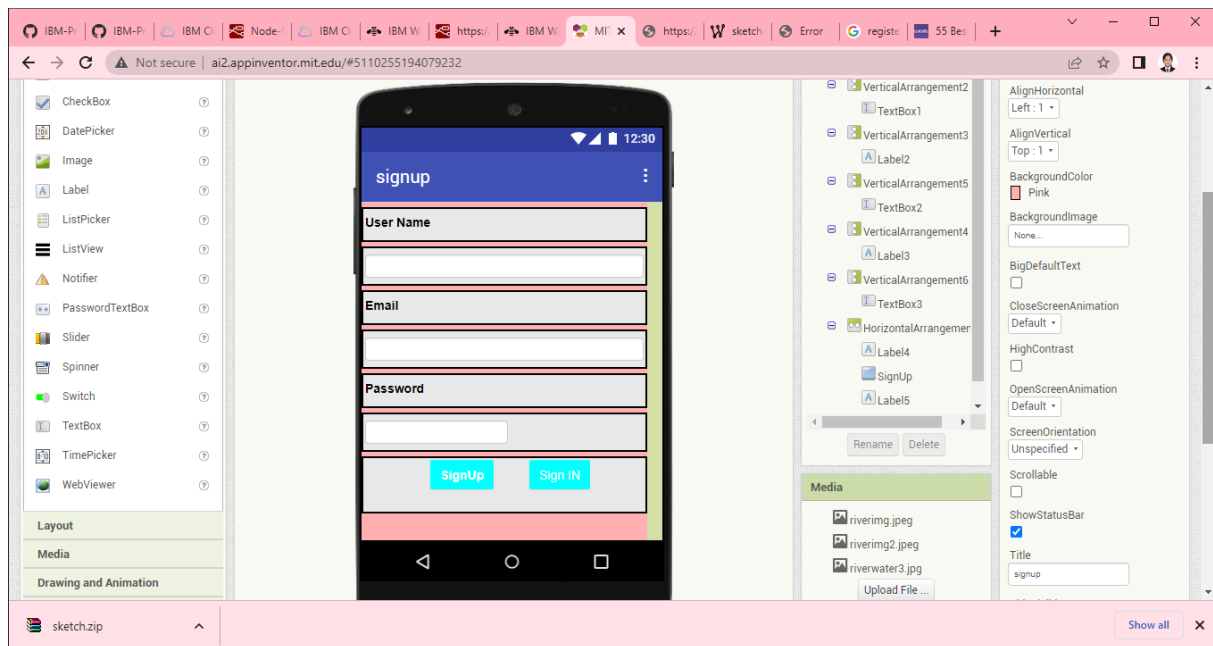 IBM-Pr
IBM-Pr
IBM Cl
Node-
IBM Cl
IBM W
https:/
IBM W
MIT
https:/
sketch
Error
registe
55 Bes
Not secure | ai2.appinventor.mit.edu/#5110255194079232
CheckBox
DatePicker
Image
Label
ListPicker
ListView
Notifier
PasswordTextBox
Slider
Spinner
Switch
TextBox
TimePicker
WebViewer
Layout
Media
Drawing and Animation
12:30
signup
User Name
Email
Password
SignUp
Sign IN
VerticalArrangement2
TextBox1
VerticalArrangement3
Label2
VerticalArrangement5
TextBox2
VerticalArrangement4
Label3
VerticalArrangement6
TextBox3
HorizontalArrangemen
Label4
SignUp
Label5
Rename Delete
Media
riverimg.jpeg
riverimg2.jpeg
riverwater3.jpg
Upload File ...
AlignHorizontal
Left : 1
AlignVertical
Top : 1
BackgroundColor
Pink
BackgroundImage
None...
BigDefaultText
CloseScreenAnimation
Default
HighContrast
OpenScreenAnimation
Default
ScreenOrientation
Unspecified
Scrollable
ShowStatusBar
Title
signup
sketch.zip
Show all